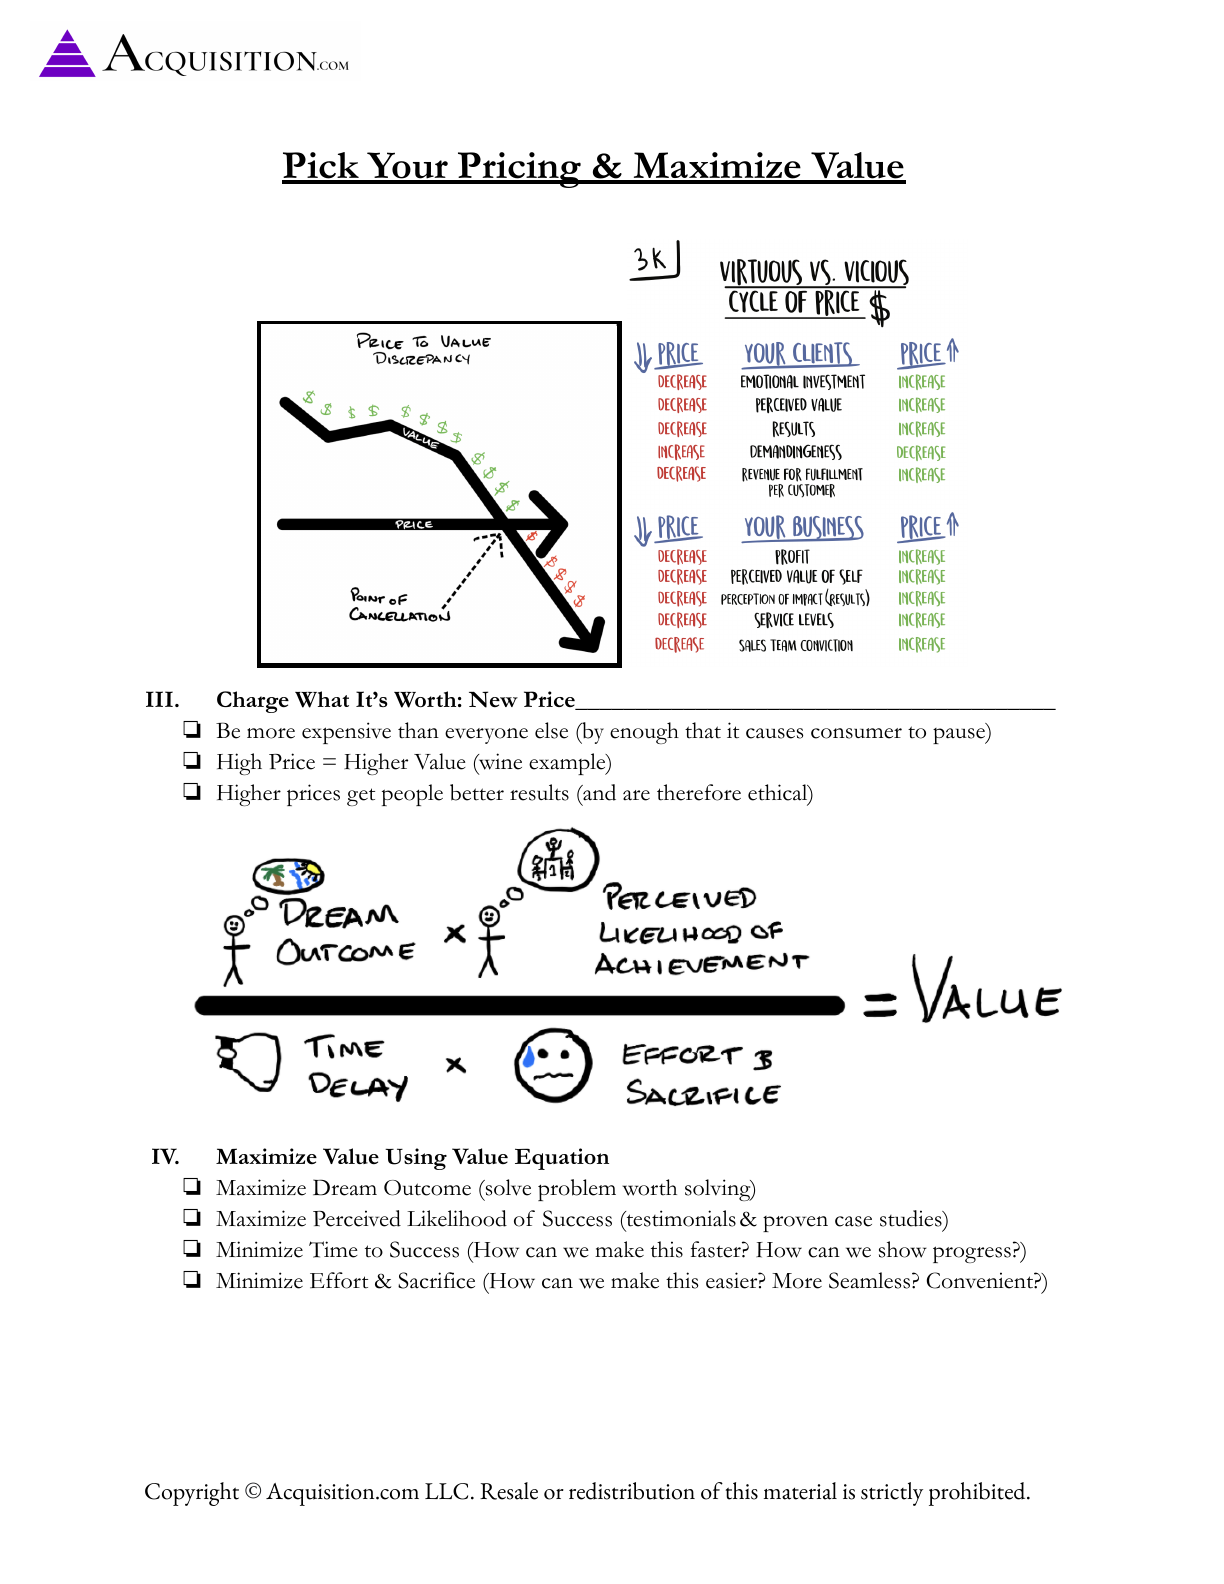 ACQUISITION.COM
Pick Your Pricing & Maximize Value
PRICE TO VALUE
DISCREPANCY
$ $ $ $ $ $ $ $ $ $ $ $
VALUE
PRICE
$ $ $ $ $
POINT OF
CANCELLATION
3K
VIRTUOUS VS. VICIOUS
CYCLE OF PRICE $
PRICE YOUR CLIENTS PRICE
DECREASE EMOTIONAL INVESTMENT INCREASE
DECREASE PERCEIVED VALUE INCREASE
DECREASE RESULTS INCREASE
INCREASE DEMANDINGENESS DECREASE
DECREASE REVENUE FOR FULFILLMENT INCREASE
PER CUSTOMER
PRICE YOUR BUSINESS PRICE
DECREASE PROFIT INCREASE
DECREASE PERCEIVED VALUE OF SELF INCREASE
DECREASE PERCEPTION OF IMPACT (RESULTS) INCREASE
DECREASE SERVICE LEVELS INCREASE
DECREASE SALES TEAM CONVICTION INCREASE
III. Charge What It's Worth: New Price________________________________________
❏ Be more expensive than everyone else (by enough that it causes consumer to pause)
❏ High Price = Higher Value (wine example)
❏ Higher prices get people better results (and are therefore ethical)
1
DREAM
OUTCOME
x
PERCEIVED
LIKELIHOOD OF
ACHIEVEMENT
= VALUE
TIME
DELAY
x
EFFORT &
SACRIFICE
IV. Maximize Value Using Value Equation
❏ Maximize Dream Outcome (solve problem worth solving)
❏ Maximize Perceived Likelihood of Success (testimonials & proven case studies)
❏ Minimize Time to Success (How can we make this faster? How can we show progress?)
❏ Minimize Effort & Sacrifice (How can we make this easier? More Seamless? Convenient?)
Copyright © Acquisition.com LLC. Resale or redistribution of this material is strictly prohibited.